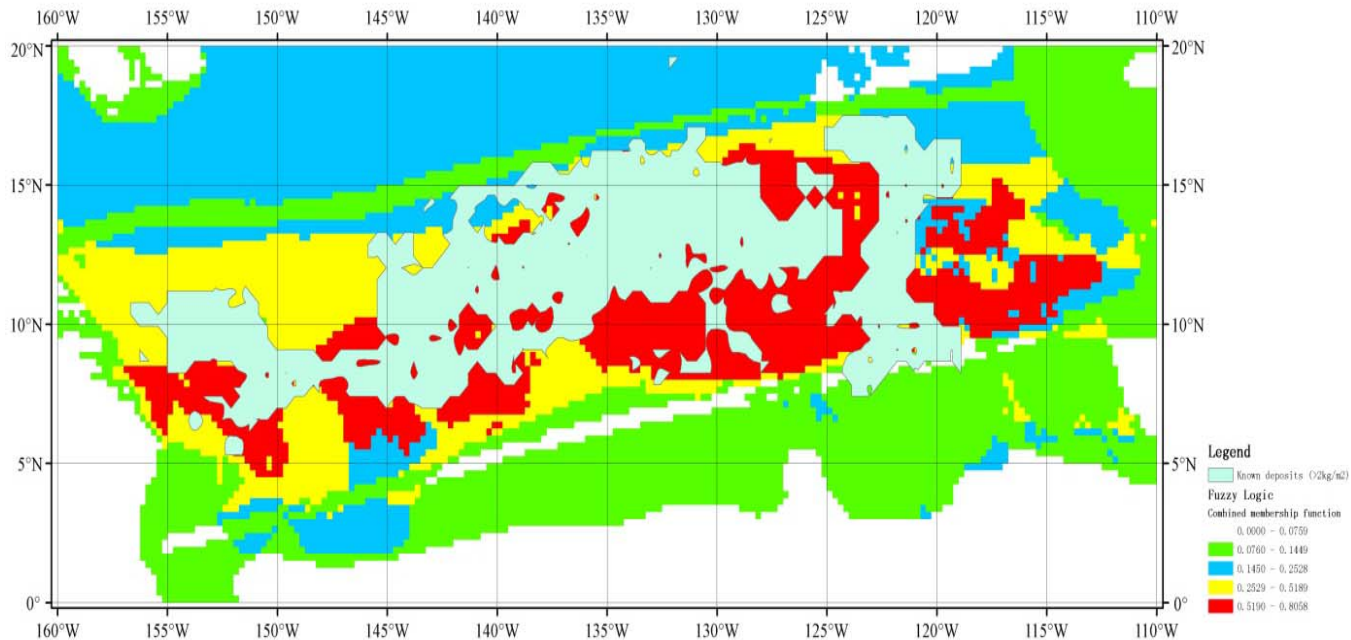 160°W 155°W 150°W 145°W 140°W 135°W 130°W 125°W 120°W 115°W 110°W
20°N 20°N
15°N 15°N
10°N 10°N
5°N 5°N
0° 0°
160°W 155°W 150°W 145°W 140°W 135°W 130°W 125°W 120°W 115°W 110°W
Legend
Known deposits (>2kg/m2)
Fuzzy Logic
Combined membership function
0.0000 - 0.0759
0.0760 - 0.1449
0.1450 - 0.2528
0.2529 - 0.5189
0.5190 - 0.8058